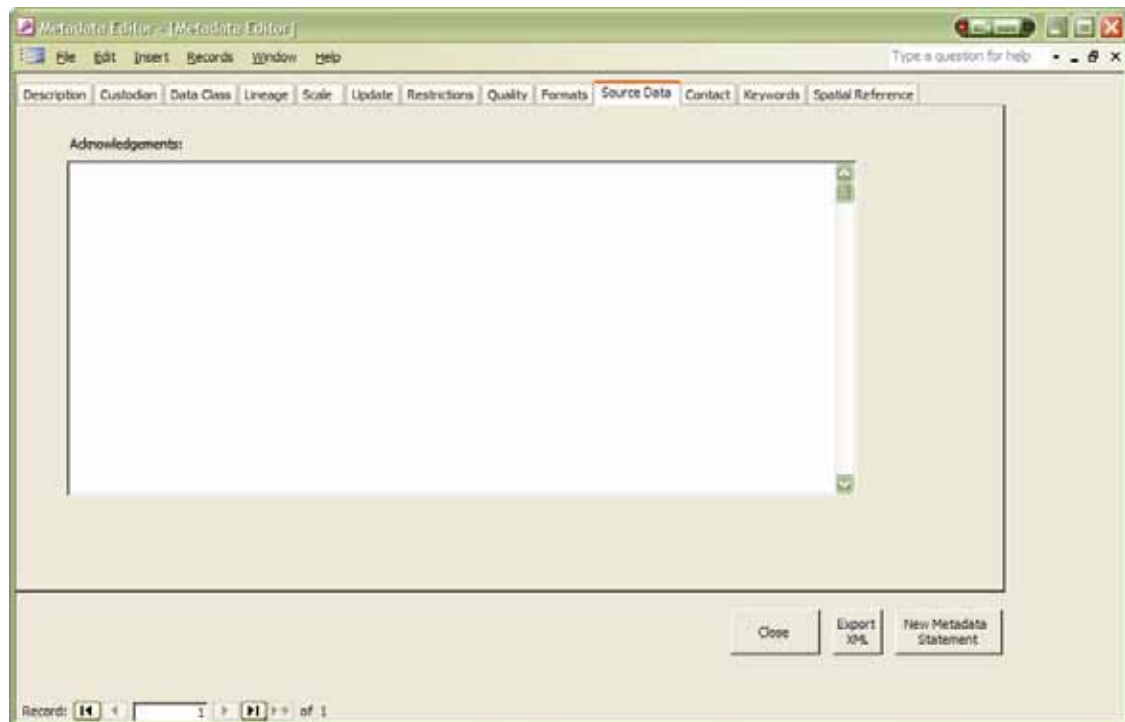 Metadata Editor - [Metadata Editor]
File Edit Insert Records Window Help Type a question for help
Description Custodian Data Class Lineage Scale Update Restrictions Quality Formats Source Data Contact Keywords Spatial Reference
Acknowledgements:
Close Export XML New Metadata Statement
Record: 1 of 1